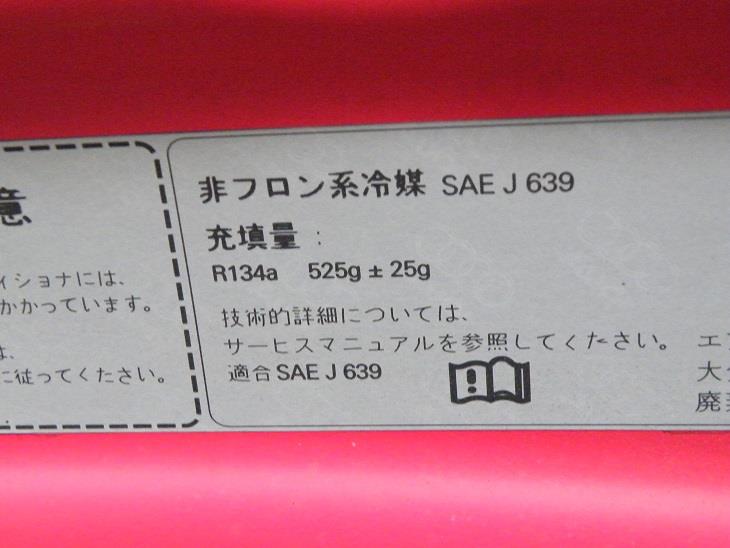 意
ィショナには、
かかっています。
は、
に従ってください。
非フロン系冷媒 SAE J 639
充填量 :
R134a 525g ± 25g
技術的詳細については、
サービスマニュアルを参照してください。
適合 SAE J 639
エ
大
廃